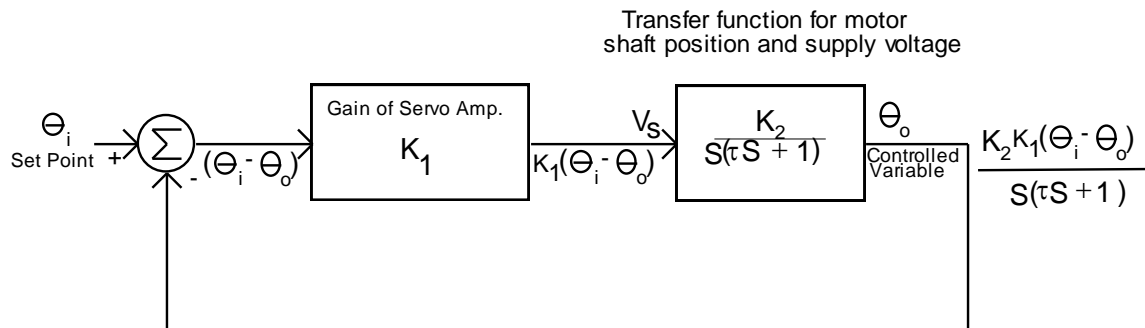 Transfer function for motor
shaft position and supply voltage
Θi
Set Point
+
Σ
-
(Θi - Θo)
Gain of Servo Amp.
K1
Vs
K1(Θi - Θo)
K2
S(τS + 1)
Θo
Controlled
Variable
K2K1(Θi - Θo)
S(τS + 1)